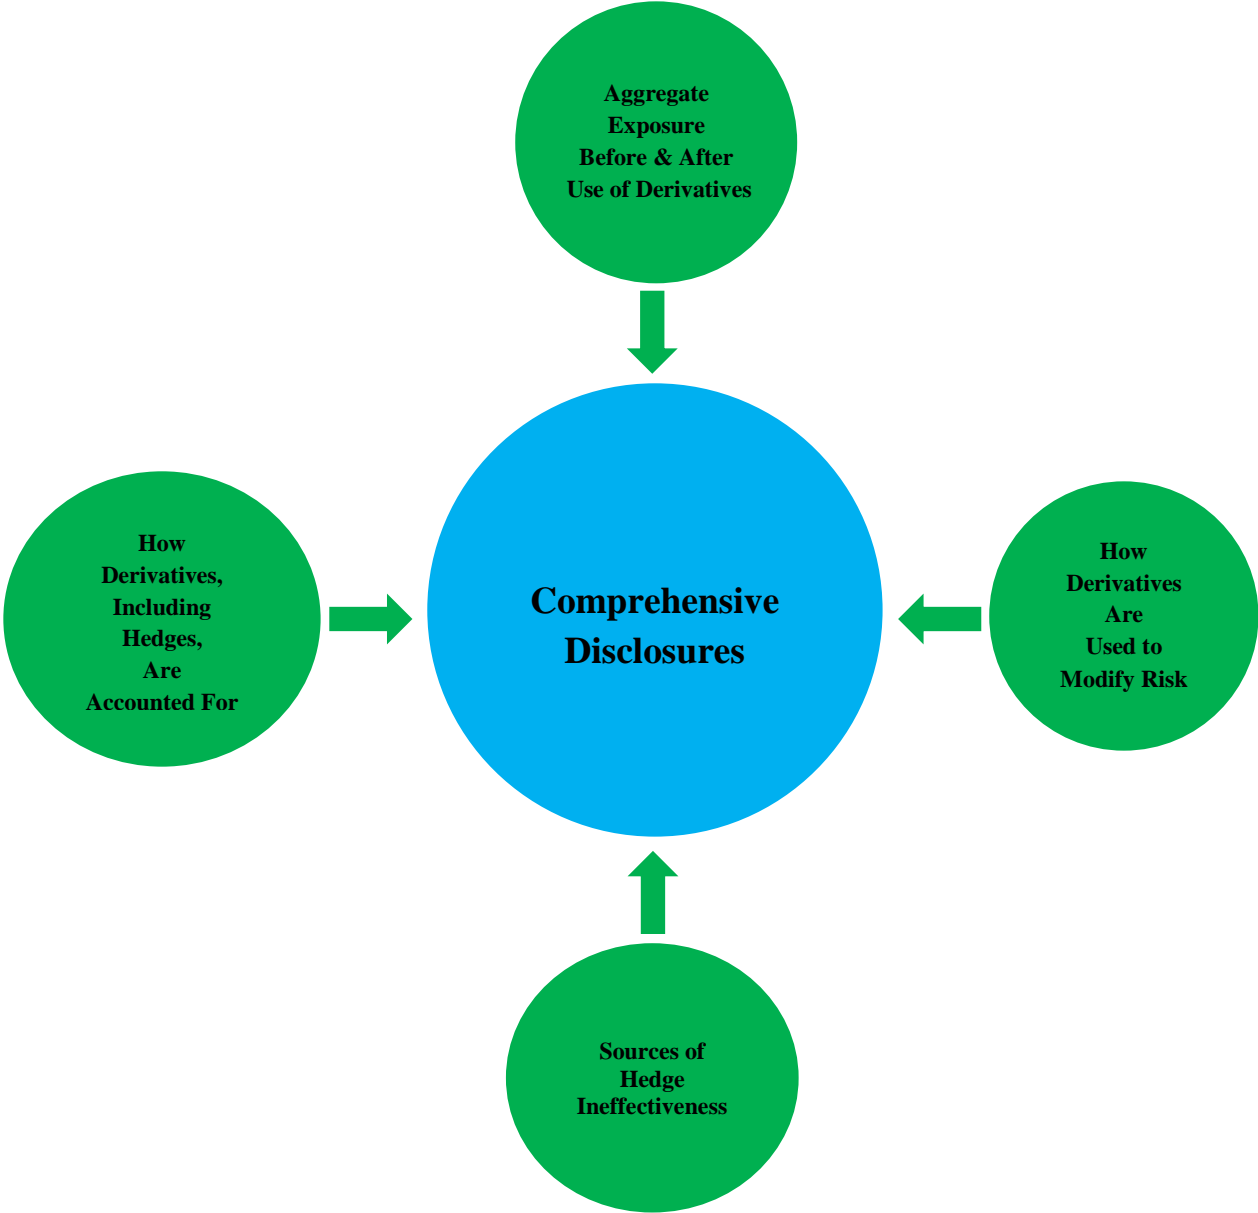 Aggregate
Exposure
Before & After
Use of Derivatives
How
Derivatives,
Including
Hedges,
Are
Accounted For
Comprehensive
Disclosures
How
Derivatives
Are
Used to
Modify Risk
Sources of
Hedge
Ineffectiveness